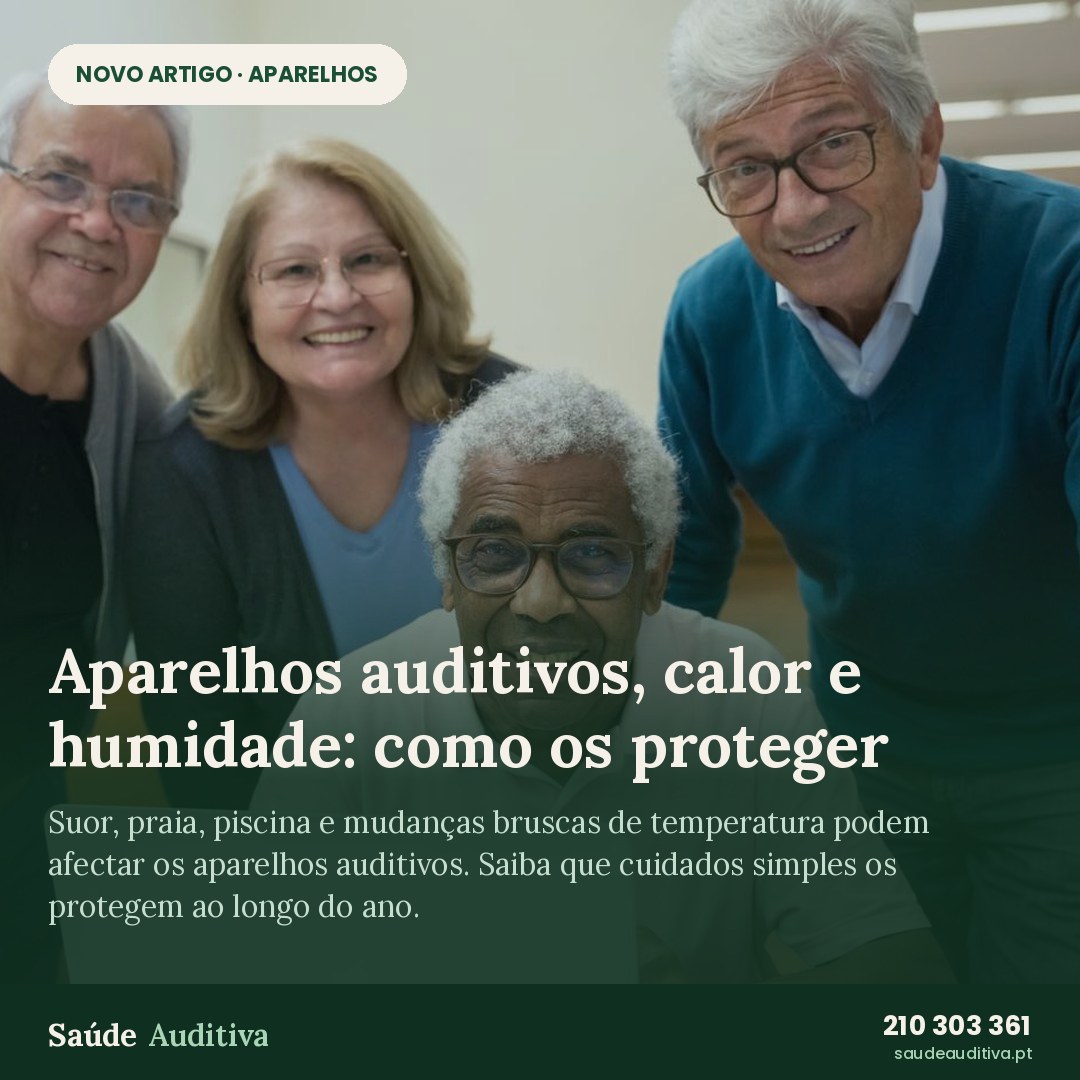 NOVO ARTIGO · APARELHOS
Aparelhos auditivos, calor e
humidade: como os proteger
Suor, praia, piscina e mudanças bruscas de temperatura podem
afectar os aparelhos auditivos. Saiba que cuidados simples os
protegem ao longo do ano.
Saúde Auditiva
210 303 361
saudeauditiva.pt